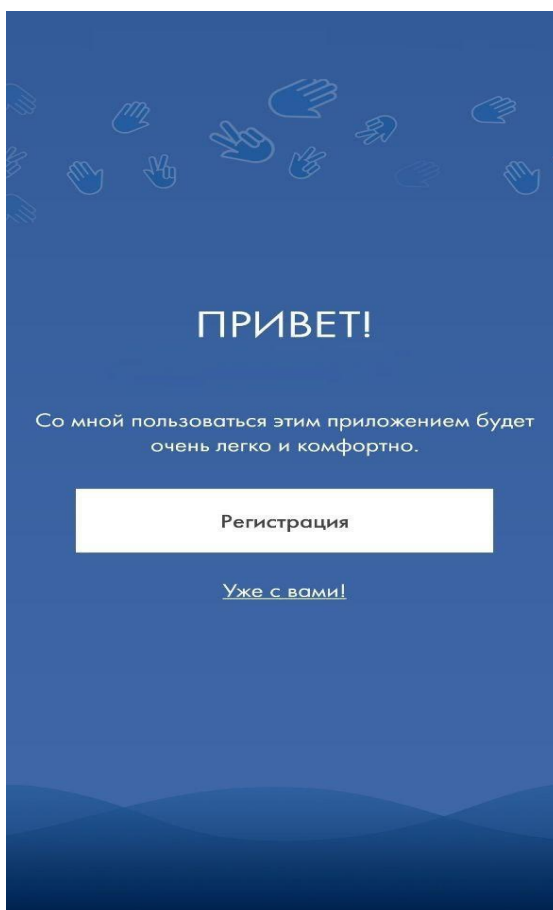 ПРИВЕТ!
Со мной пользоваться этим приложением будет
очень легко и комфортно.
Регистрация
Уже с вами!